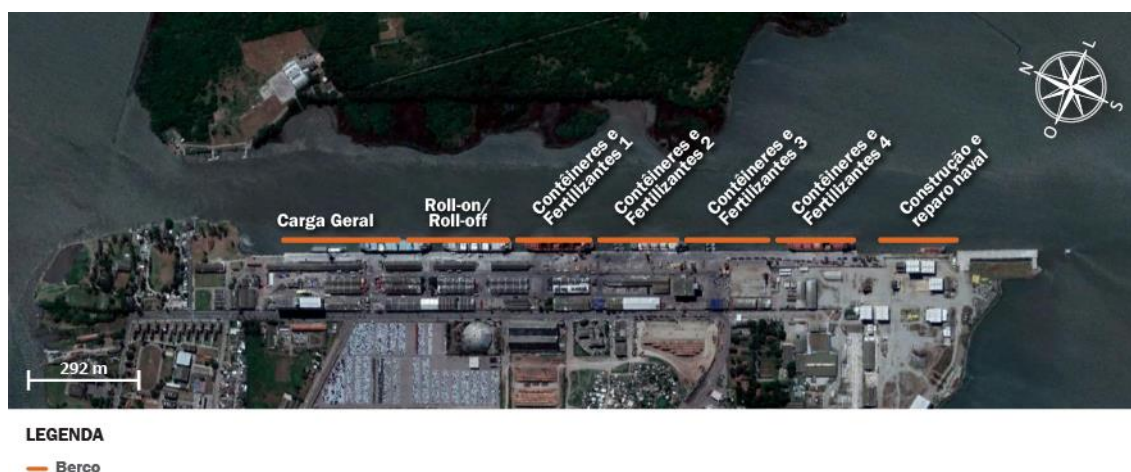 N
L
O
S
Carga Geral
Roll-on/
Roll-off
Contêineres e
Fertilizantes 1
Contêineres e
Fertilizantes 2
Contêineres e
Fertilizantes 3
Contêineres e
Fertilizantes 4
Construção e
reparo naval
292 m
LEGENDA
Berço